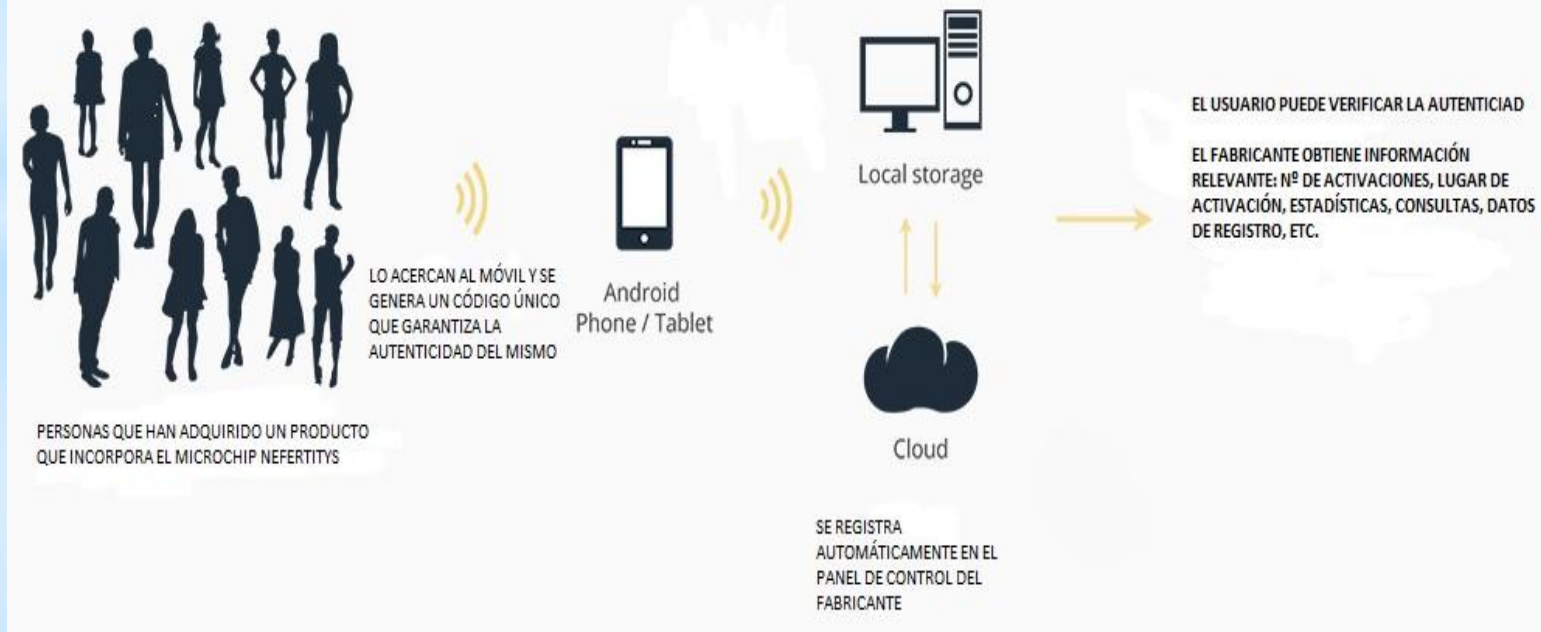 PERSONAS QUE HAN ADQUIRIDO UN PRODUCTO
QUE INCORPORA EL MICROCHIP NEFERTITYS
LO ACERCAN AL MÓVIL Y SE
GENERA UN CÓDIGO ÚNICO
QUE GARANTIZA LA
AUTENTICIDAD DEL MISMO
Android
Phone / Tablet
Local storage
Cloud
SE REGISTRA
AUTOMÁTICAMENTE EN EL
PANEL DE CONTROL DEL
FABRICANTE
EL USUARIO PUEDE VERIFICAR LA AUTENTICIAD
EL FABRICANTE OBTIENE INFORMACIÓN
RELEVANTE: Nº DE ACTIVACIONES, LUGAR DE
ACTIVACIÓN, ESTADÍSTICAS, CONSULTAS, DATOS
DE REGISTRO, ETC.